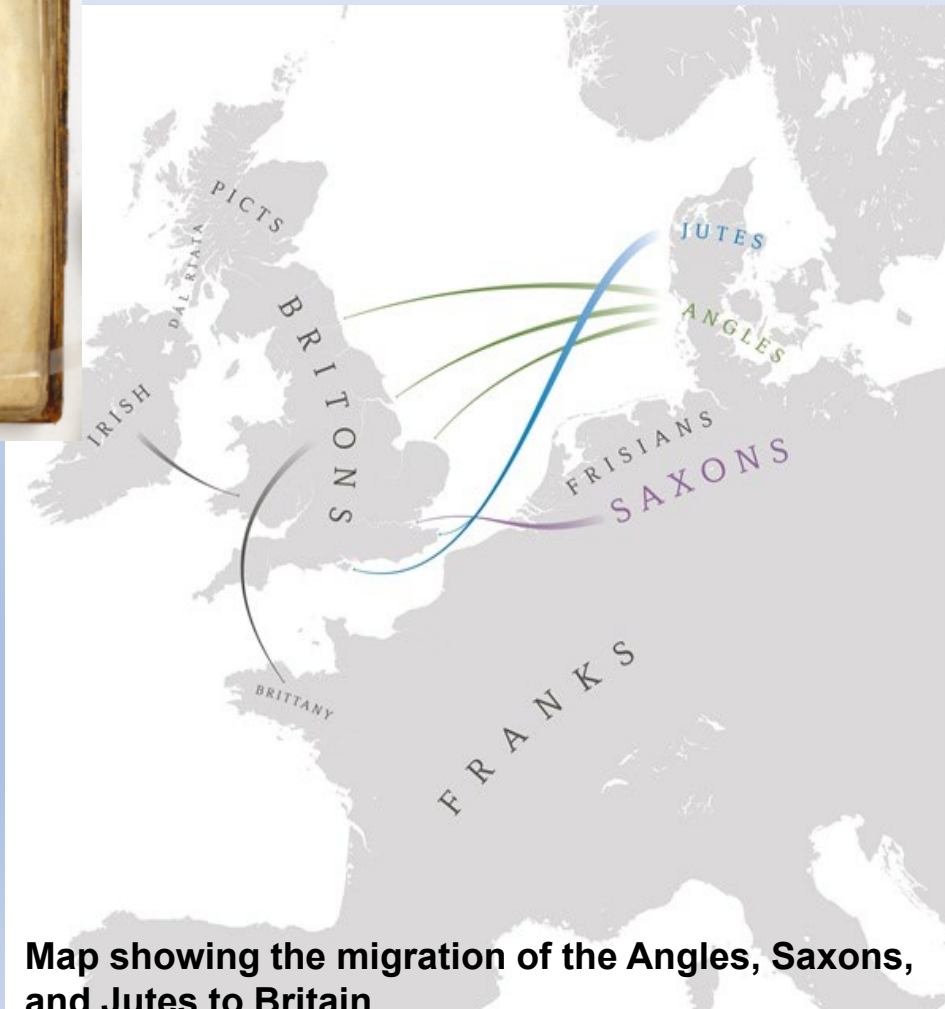 PICTS
DÁL RIATA
JUTES
BRITONS
ANGLES
IRISH
FRISIANS
SAXONS
FRANKS
BRITTANY
Map showing the migration of the Angles, Saxons,
and Jutes to Britain